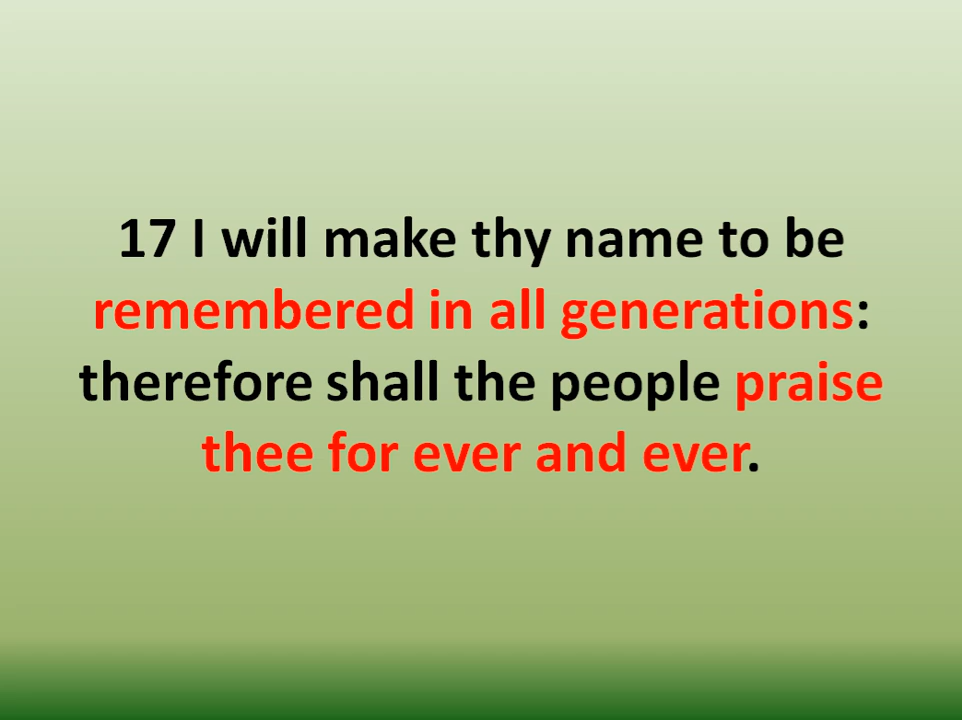 17 I will make thy name to be
remembered in all generations:
therefore shall the people praise
thee for ever and ever.